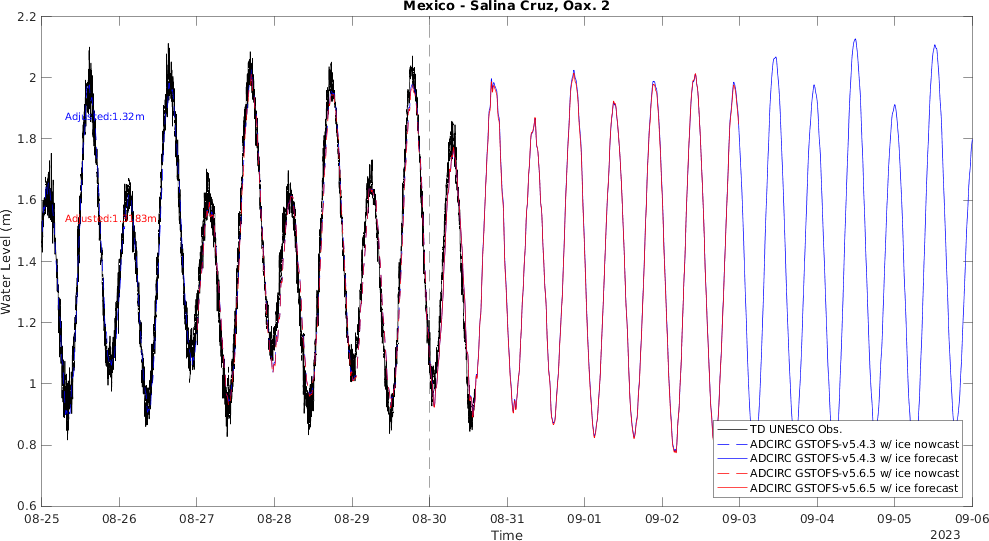 Mexico - Salina Cruz, Oax. 2
2.2
2
1.8
1.6
1.4
1.2
1
0.8
0.6
Water Level (m)
Adjusted:1.32m
08-25
08-26
08-27
08-28
08-29
08-30
08-31
09-01
09-02
09-03
09-04
09-05
09-06
Time
2023
TD UNESCO Obs.
ADCIRC GSTOFS-v5.4.3 w/ ice nowcast
ADCIRC GSTOFS-v5.4.3 w/ ice forecast
ADCIRC GSTOFS-v5.6.5 w/ ice nowcast
ADCIRC GSTOFS-v5.6.5 w/ ice forecast